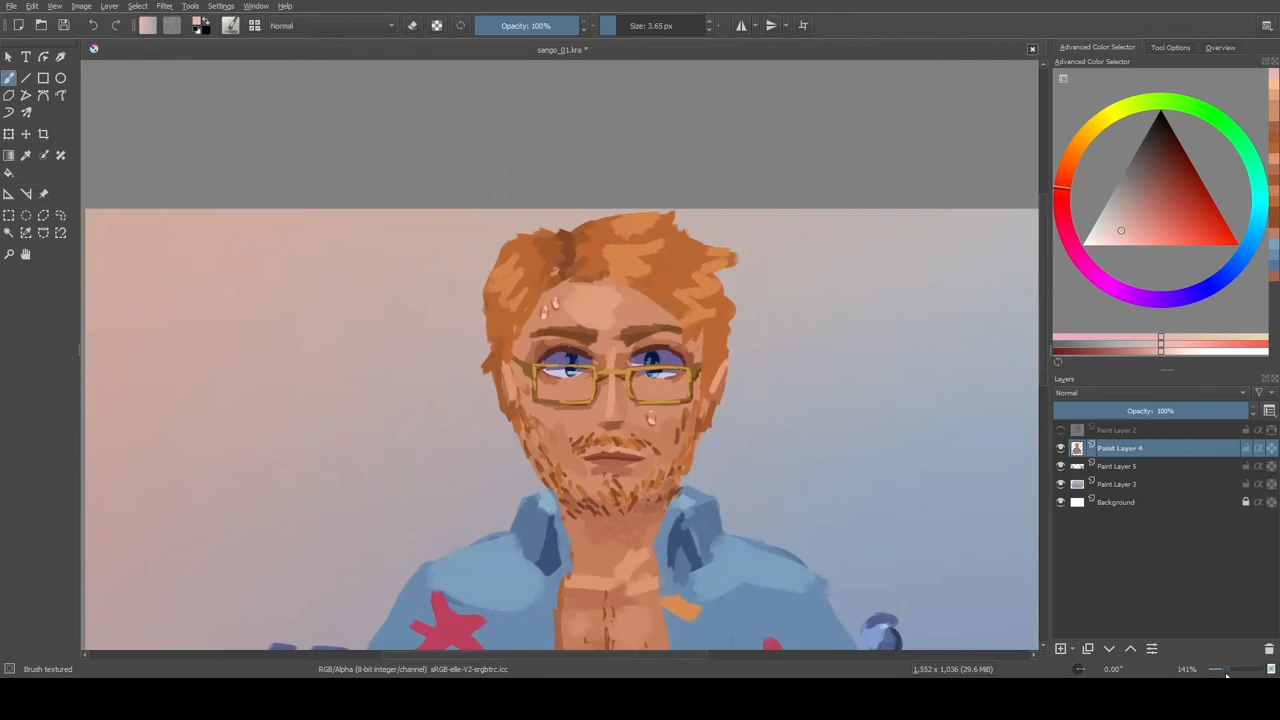 File Edit View Image Layer Select Filter Tools Settings Window Help
Normal
Opacity: 100%
Size: 3.65 px
sango_01.kra *
Advanced Color Selector Tool Options Overview
Advanced Color Selector
Layers
Normal
Opacity: 100%
Paint Layer 2
Paint Layer 4
Paint Layer 5
Paint Layer 3
Background
Brush textured
RGB/Alpha (8-bit integer/channel) sRGB-elle-V2-srgbtrc.icc
1,552 x 1,036 (29.6 MiB)
0.00°
141%